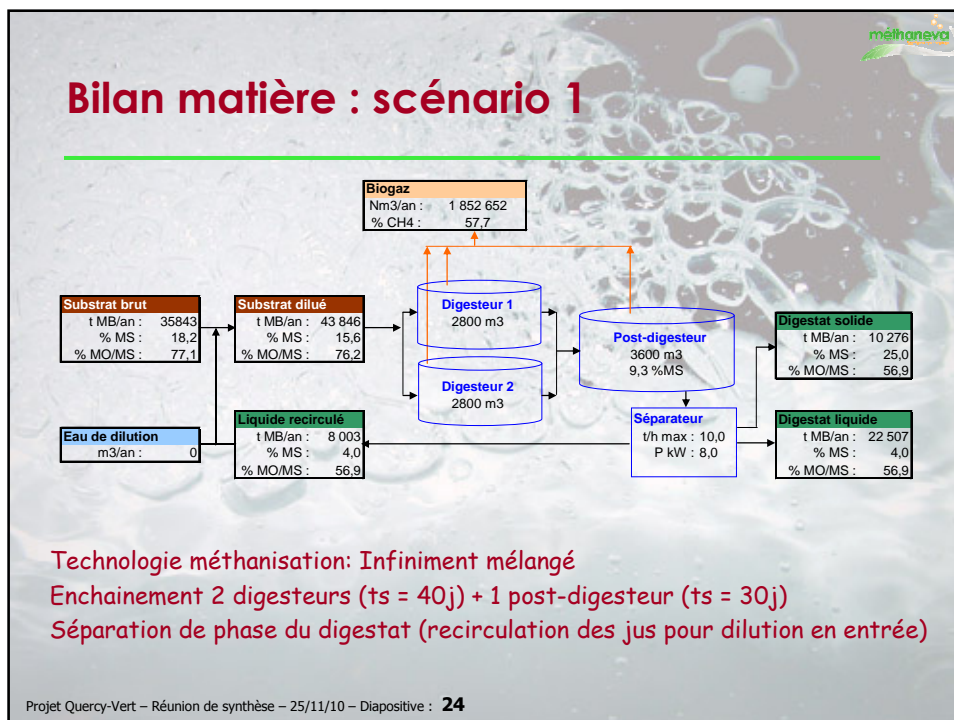 méthaneva
Bilan matière : scénario 1
Biogaz
Nm3/an : 1 852 652
% CH4 : 57,7
Substrat brut
t MB/an : 35843
% MS : 18,2
% MO/MS : 77,1
Substrat dilué
t MB/an : 43 846
% MS : 15,6
% MO/MS : 76,2
Digesteur 1
2800 m3
Digesteur 2
2800 m3
Post-digesteur
3600 m3
9,3 %MS
Digestat solide
t MB/an : 10 276
% MS : 25,0
% MO/MS : 56,9
Eau de dilution
m3/an : 0
Liquide recirculé
t MB/an : 8 003
% MS : 4,0
% MO/MS : 56,9
Séparateur
t/h max : 10,0
P kW : 8,0
Digestat liquide
t MB/an : 22 507
% MS : 4,0
% MO/MS : 56,9
Technologie méthanisation: Infiniment mélangé
Enchainement 2 digesteurs (ts = 40j) + 1 post-digesteur (ts = 30j)
Séparation de phase du digestat (recirculation des jus pour dilution en entrée)
Projet Quercy-Vert – Réunion de synthèse – 25/11/10 – Diapositive : 24